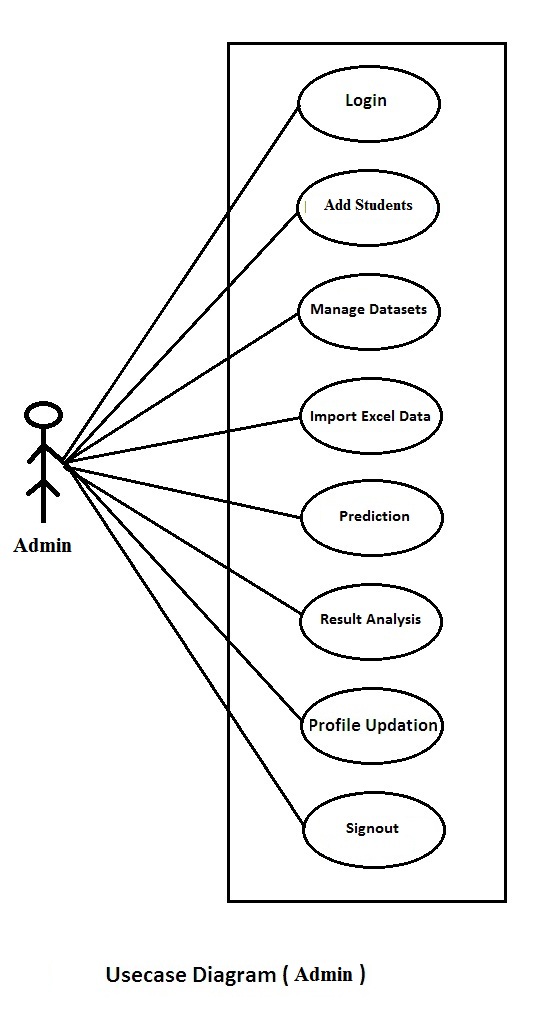 Login
Add Students
Manage Datasets
Import Excel Data
Prediction
Admin
Result Analysis
Profile Updation
Signout
Usecase Diagram ( Admin )